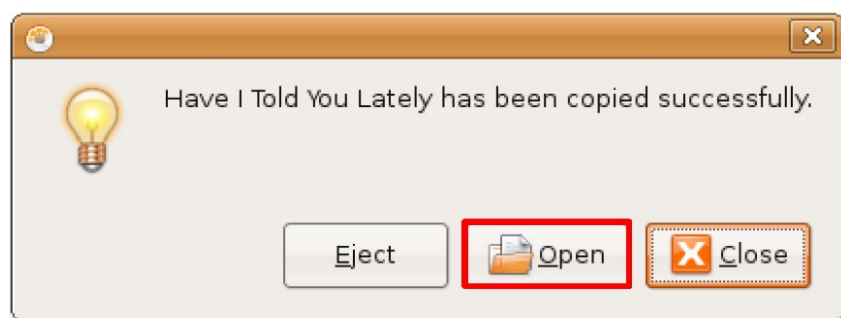 Have I Told You Lately has been copied successfully.
Eject Open Close